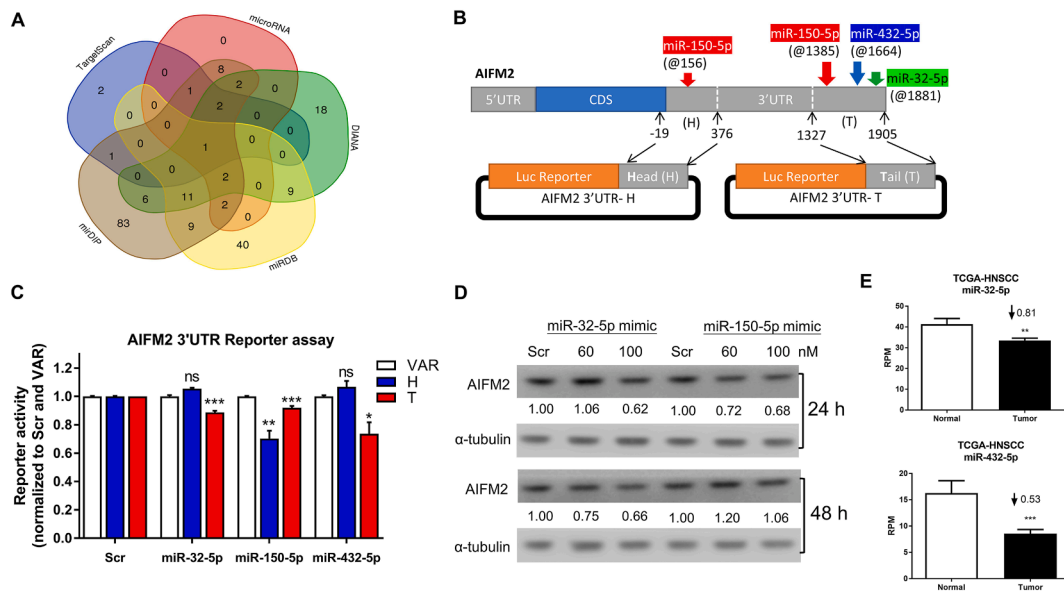 A
TargetScan
microRNA
DIANA
miRDB
mirDIP
0
2
0
1
8
2
18
0
0
2
0
0
0
0
0
1
0
0
1
0
2
0
9
6
11
2
0
83
9
40
B
miR-150-5p
(@156)
miR-150-5p
(@1385)
miR-432-5p
(@1664)
miR-32-5p
(@1881)
AIFM2
5'UTR
CDS
3'UTR
(H)
(T)
-19
376
1327
1905
Luc Reporter
Head (H)
AIFM2 3'UTR- H
Luc Reporter
Tail (T)
AIFM2 3'UTR- T
C
AIFM2 3'UTR Reporter assay
Reporter activity
(normalized to Scr and VAR)
1.2
1.0
0.8
0.6
0.4
0.2
0.0
ns
***
**
***
ns
*
VAR
H
T
Scr
miR-32-5p
miR-150-5p
miR-432-5p
D
miR-32-5p mimic
miR-150-5p mimic
Scr 60 100 Scr 60 100 nM
AIFM2
1.00 1.06 0.62 1.00 0.72 0.68
α-tubulin
24 h
AIFM2
1.00 0.75 0.66 1.00 1.20 1.06
α-tubulin
48 h
E
TCGA-HNSCC
miR-32-5p
0.81
**
RPM
50
40
30
20
10
0
Normal
Tumor
TCGA-HNSCC
miR-432-5p
0.53
***
RPM
20
15
10
5
0
Normal
Tumor